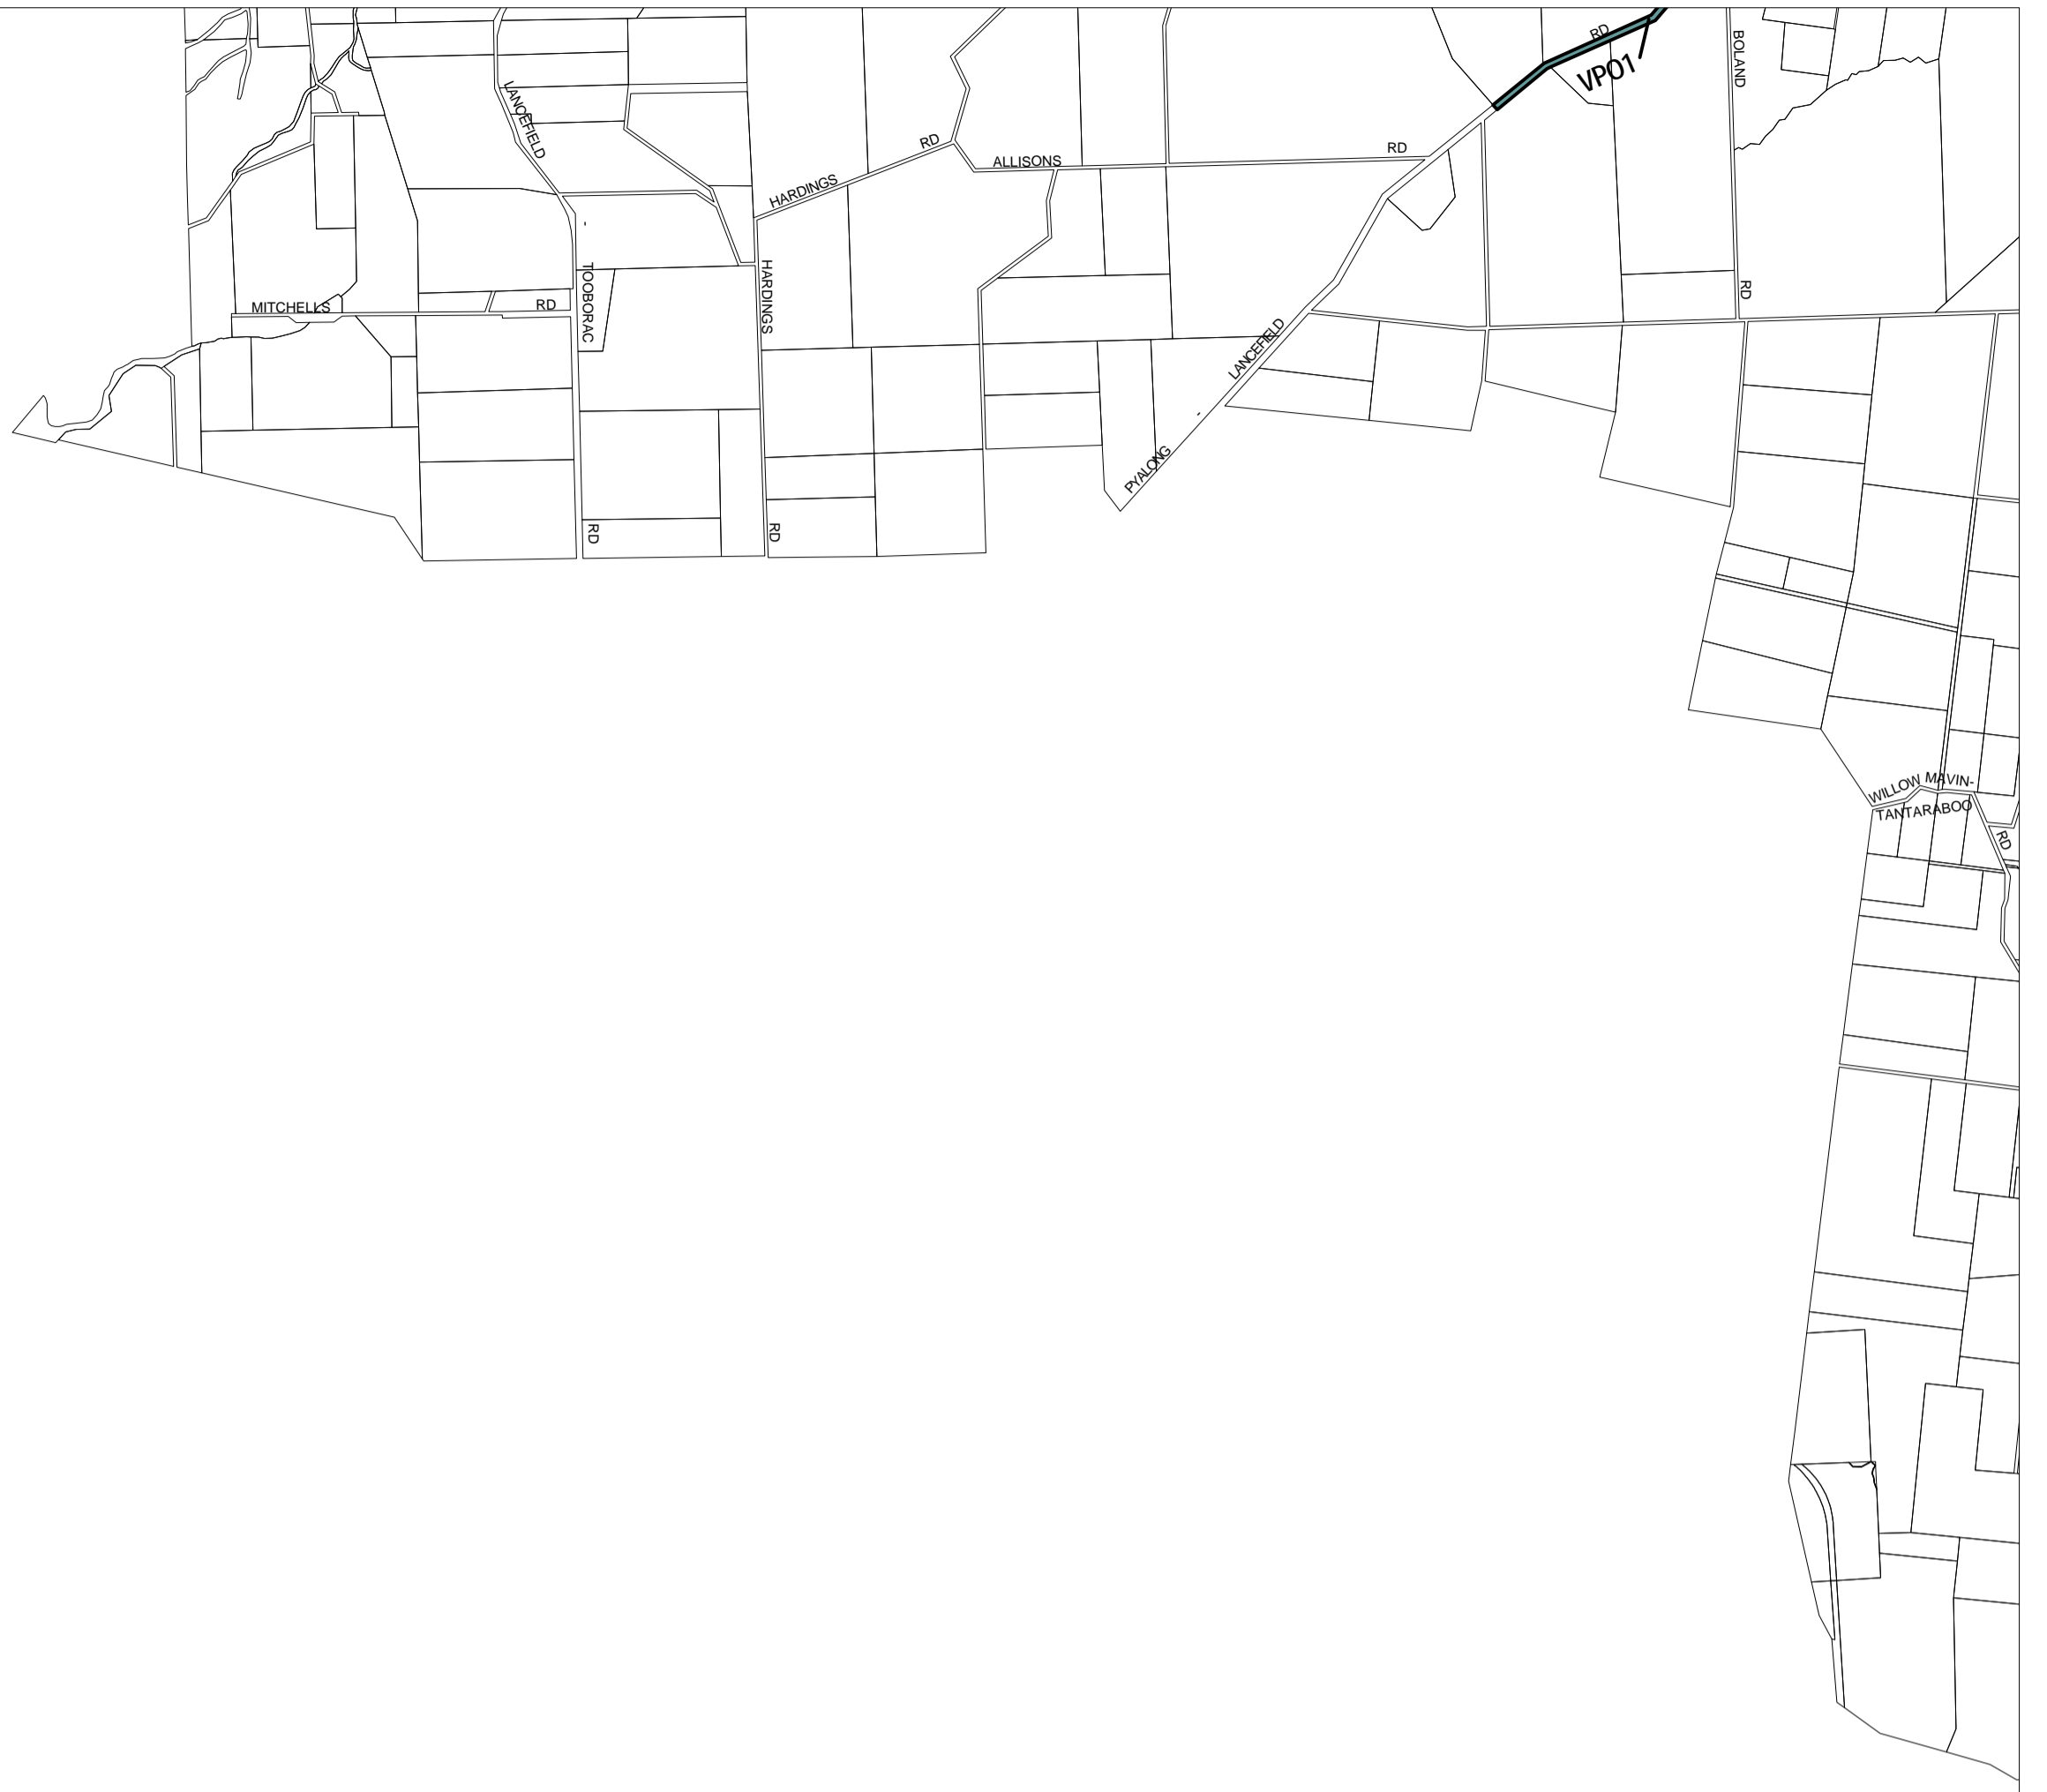 RD
VPO1
BOLAND
LANCEFIELD
RD
ALLISONS
RD
HARDINGS
TOOBORAC
-
HARDINGS
MITCHELLS
RD
RD
LANCEFIELD
-
PYALONG
RD
RD
WILLOW MAVIN-
TANTARABOO
RD